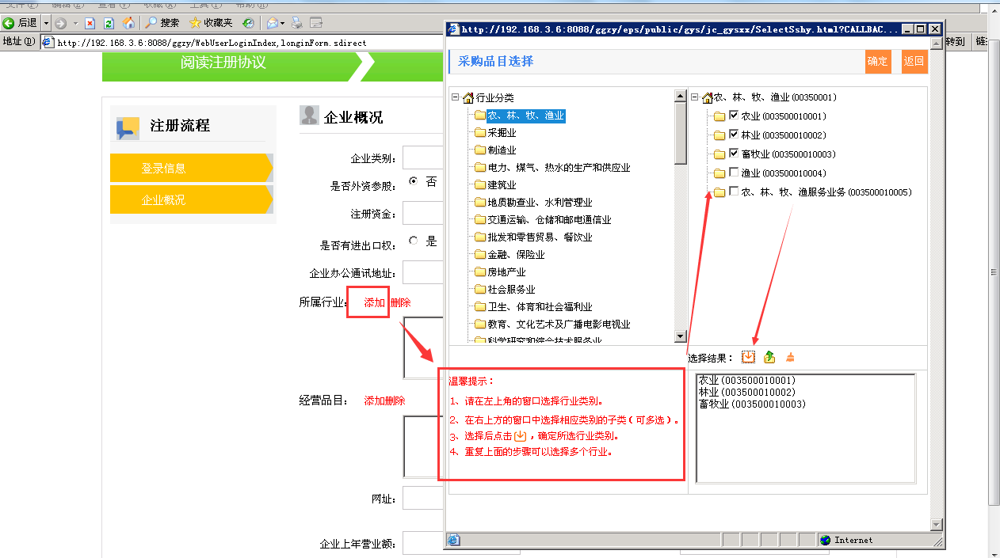 文件(F) 编辑(E) 查看(V) 收藏(A) 工具(T) 帮助(H)
后退 搜索 收藏夹
地址(D) http://192.168.3.6:8088/ggzy/WebUserLoginIndex,longinForm.sdirect 转到 链
阅读注册协议
注册流程
登录信息
企业概况
企业概况
企业类别:
是否外资参股: 否
注册资金:
是否有进出口权: 是
企业办公通讯地址:
所属行业: 添加 删除
经营品目: 添加删除
网址:
企业上年营业额:
http://192.168.3.6:8088/ggzy/eps/public/gys/jc_gysxx/SelectSshy.html?CALLBAC...
采购品目选择 确定 返回
行业分类
农、林、牧、渔业
采掘业
制造业
电力、煤气、热水的生产和供应业
建筑业
地质勘查业、水利管理业
交通运输、仓储和邮电通信业
批发和零售贸易、餐饮业
金融、保险业
房地产业
社会服务业
卫生、体育和社会福利业
教育、文化艺术及广播电影电视业
科学研究和综合技术服务业
农、林、牧、渔业(00350001)
农业(003500010001)
林业(003500010002)
畜牧业(003500010003)
渔业(003500010004)
农、林、牧、渔服务业务(003500010005)
温馨提示:
1、请在左上角的窗口选择行业类别。
2、在右上方的窗口中选择相应类别的子类(可多选)。
3、选择后点击 ,确定所选行业类别。
4、重复上面的步骤可以选择多个行业。
选择结果:
农业(003500010001)
林业(003500010002)
畜牧业(003500010003)
Internet